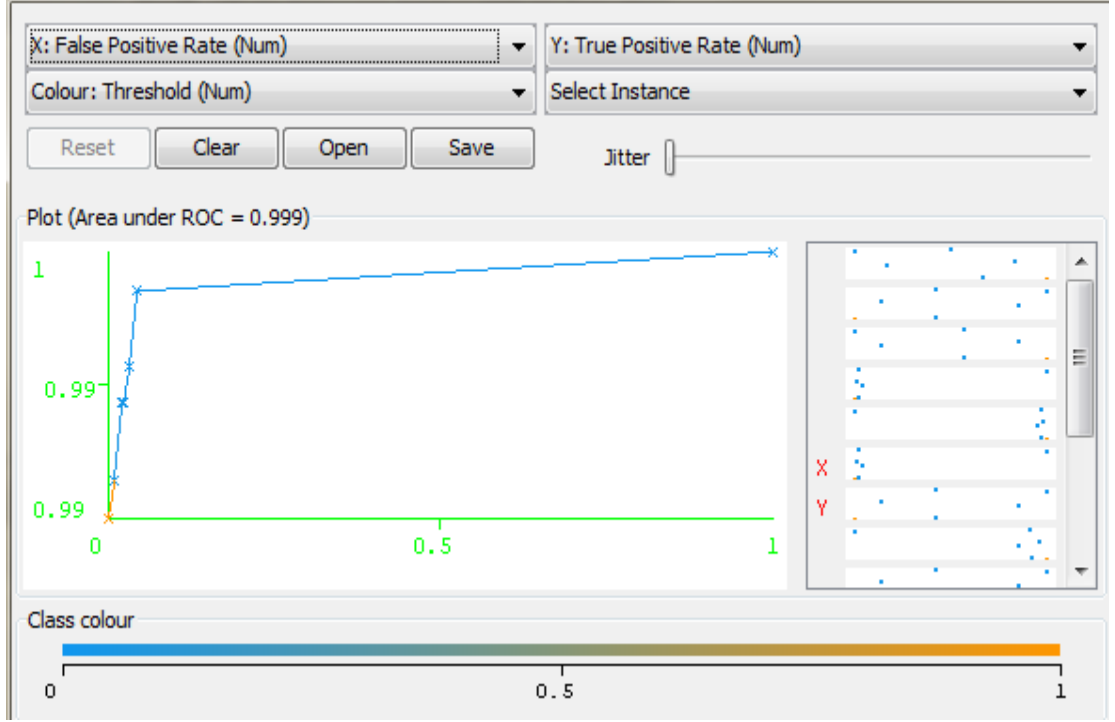 X: False Positive Rate (Num) Y: True Positive Rate (Num)
Colour: Threshold (Num) Select Instance
Reset Clear Open Save Jitter
Plot (Area under ROC = 0.999)
1
0.99
X
0.99 Y
0 0.5 1
Class colour
0 0.5 1